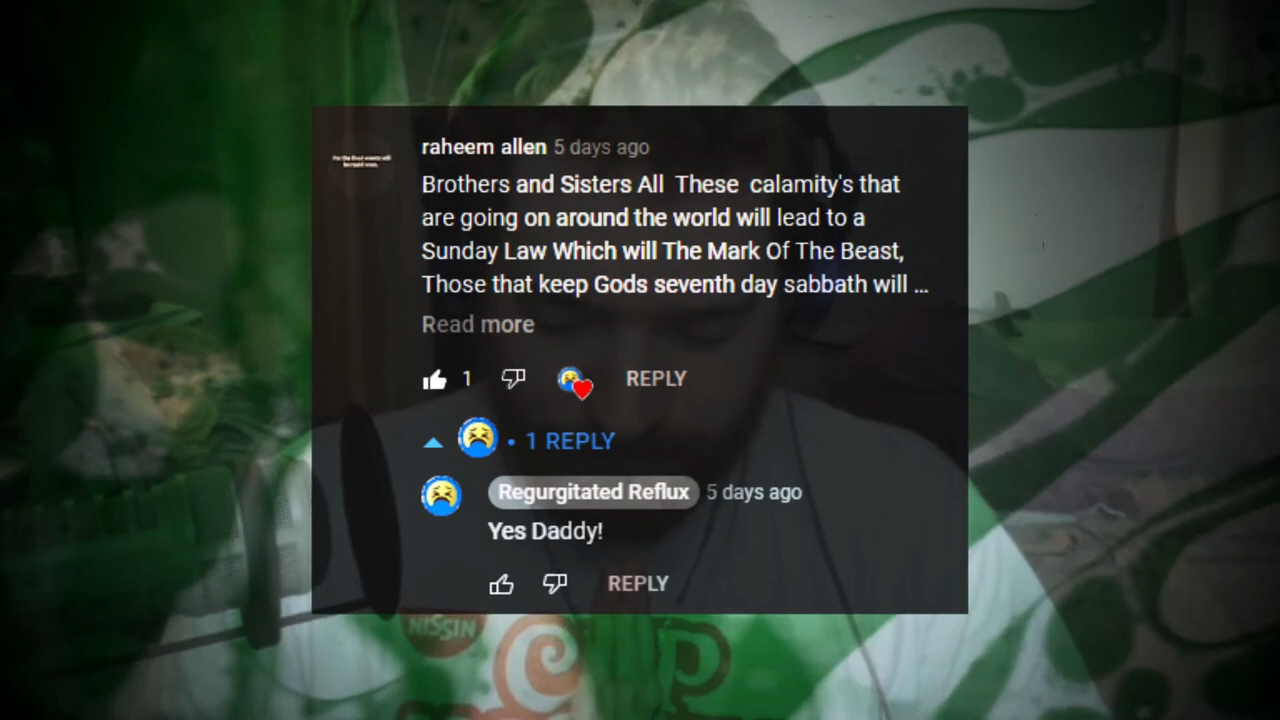 raheem allen 5 days ago
Brothers and Sisters All These calamity's that
are going on around the world will lead to a
Sunday Law Which will The Mark Of The Beast,
Those that keep Gods seventh day sabbath will ...
Read more
1 REPLY
• 1 REPLY
Regurgitated Reflux 5 days ago
Yes Daddy!
REPLY
NISSIN